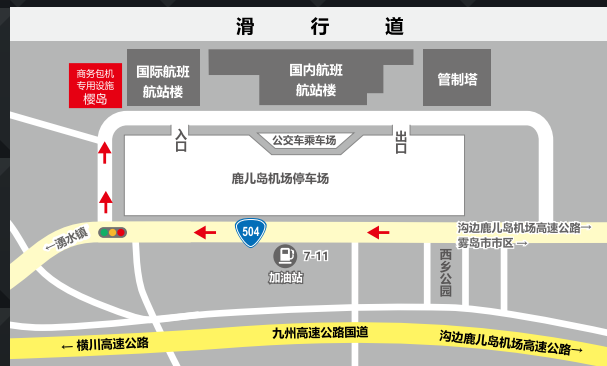 滑行道
商务包机
专用设施
樱岛
国际航班
航站楼
国内航班
航站楼
管制塔
入口
公交车乘车场
出口
鹿儿岛机场停车场
←湧水镇
504
沟边鹿儿岛机场高速公路→
雾岛市市区→
7-11
加油站
西乡公园
← 横川高速公路
九州高速公路国道
沟边鹿儿岛机场高速公路→